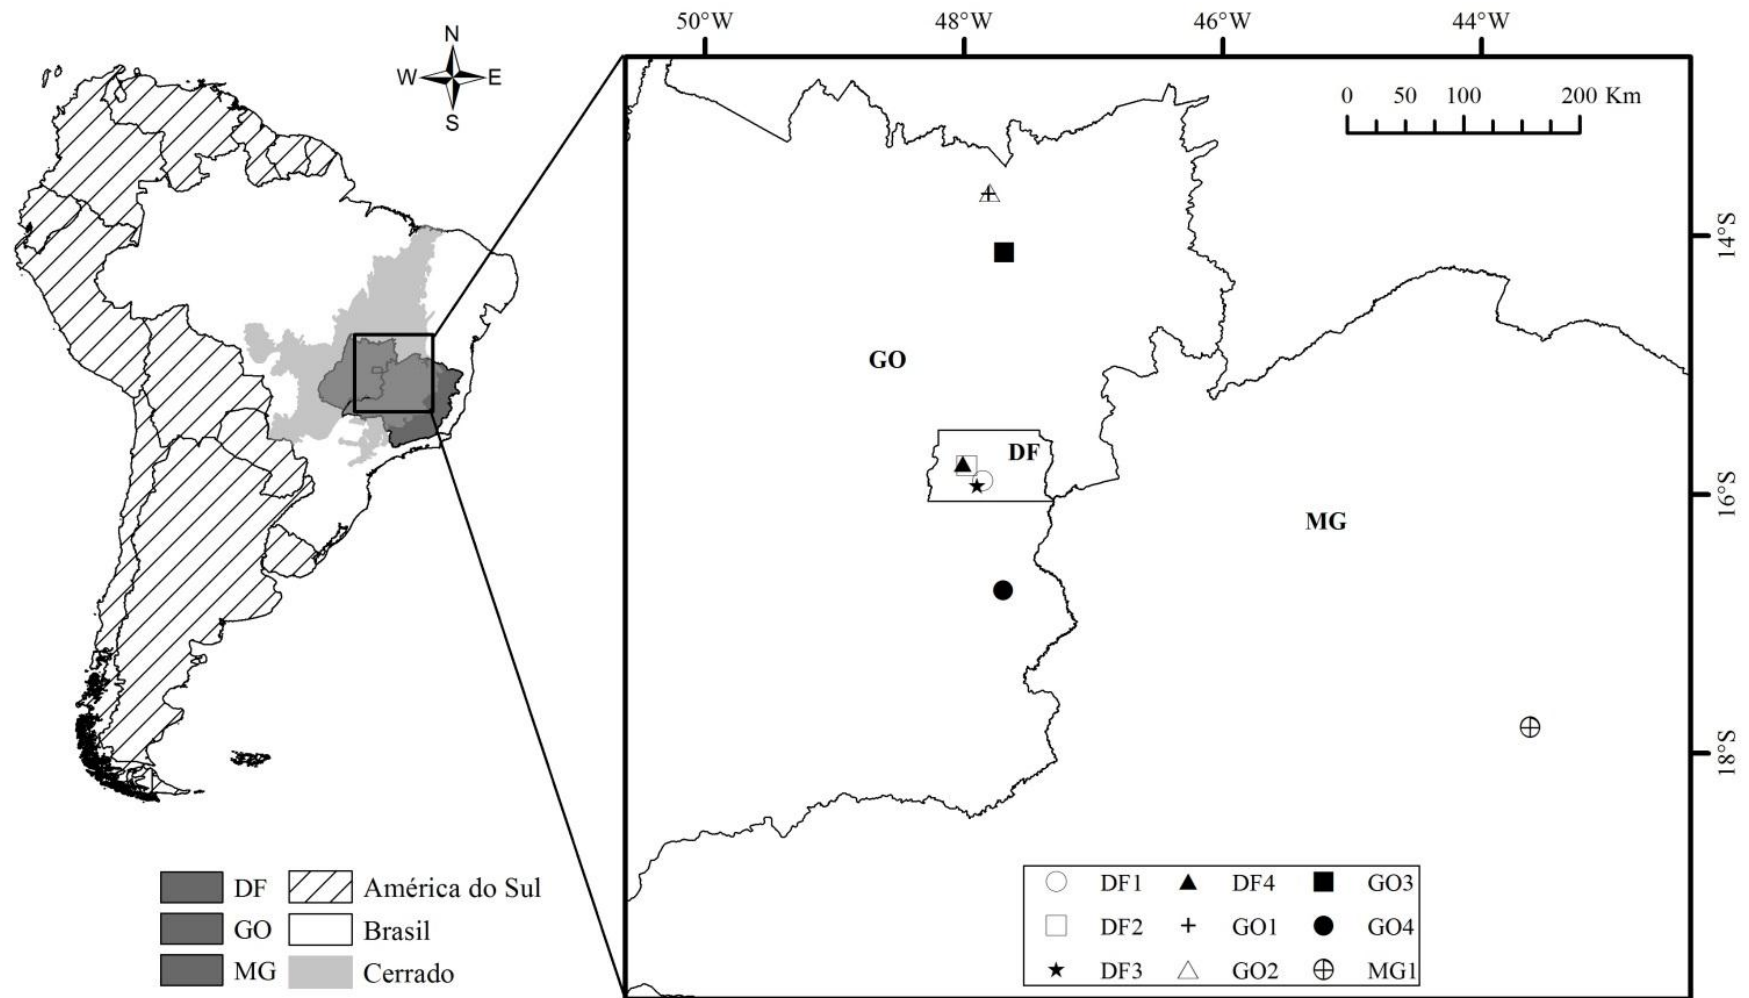 50°W 48°W 46°W 44°W
N
W E
S
0 50 100 200 Km
14°S
GO
DF
16°S
MG
18°S
DF América do Sul
GO Brasil
MG Cerrado
DF1 DF4 GO3
DF2 GO1 GO4
DF3 GO2 MG1